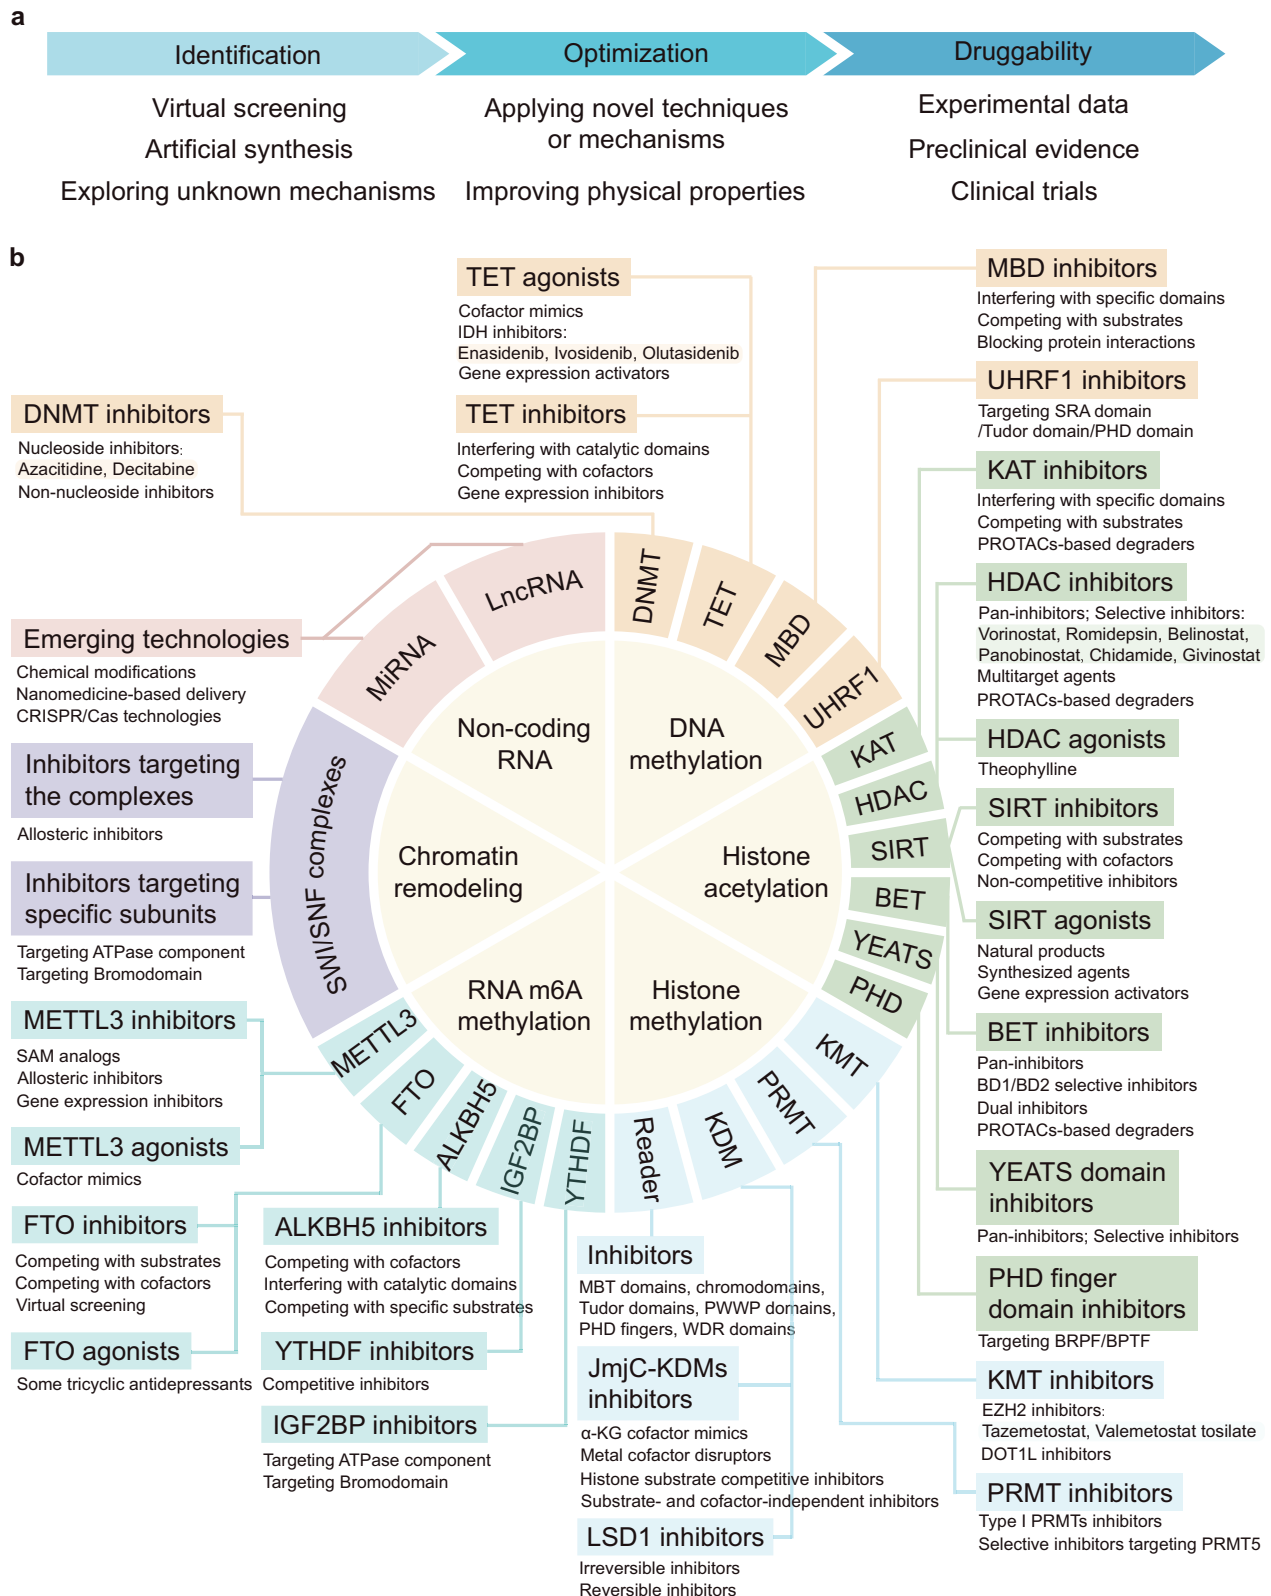 a
Identification
Optimization
Druggability
Virtual screening
Artificial synthesis
Exploring unknown mechanisms
Applying novel techniques
or mechanisms
Improving physical properties
Experimental data
Preclinical evidence
Clinical trials
b
TET agonists
Cofactor mimics
IDH inhibitors:
Enasidenib, Ivosidenib, Olutasidenib
Gene expression activators
TET inhibitors
Interfering with catalytic domains
Competing with cofactors
Gene expression inhibitors
DNMT inhibitors
Nucleoside inhibitors:
Azacitidine, Decitabine
Non-nucleoside inhibitors
Emerging technologies
Chemical modifications
Nanomedicine-based delivery
CRISPR/Cas technologies
Inhibitors targeting
the complexes
Allosteric inhibitors
Inhibitors targeting
specific subunits
Targeting ATPase component
Targeting Bromodomain
METTL3 inhibitors
SAM analogs
Allosteric inhibitors
Gene expression inhibitors
METTL3 agonists
Cofactor mimics
FTO inhibitors
Competing with substrates
Competing with cofactors
Virtual screening
FTO agonists
Some tricyclic antidepressants
ALKBH5 inhibitors
Competing with cofactors
Interfering with catalytic domains
Competing with specific substrates
YTHDF inhibitors
Competitive inhibitors
IGF2BP inhibitors
Targeting ATPase component
Targeting Bromodomain
LncRNA
MiRNA
SWI/SNF complexes
METTL3
FTO
ALKBH5
IGF2BP
YTHDF
Reader
KDM
PRMT
KMT
PHD
YEATS
BET
SIRT
HDAC
KAT
UHRF1
MBD
TET
DNMT
Non-coding
RNA
DNA
methylation
Chromatin
remodeling
Histone
acetylation
RNA m6A
methylation
Histone
methylation
Inhibitors
MBT domains, chromodomains,
Tudor domains, PWWP domains,
PHD fingers, WDR domains
JmjC-KDMs
inhibitors
α-KG cofactor mimics
Metal cofactor disruptors
Histone substrate competitive inhibitors
Substrate- and cofactor-independent inhibitors
LSD1 inhibitors
Irreversible inhibitors
Reversible inhibitors
MBD inhibitors
Interfering with specific domains
Competing with substrates
Blocking protein interactions
UHRF1 inhibitors
Targeting SRA domain
/Tudor domain/PHD domain
KAT inhibitors
Interfering with specific domains
Competing with substrates
PROTACs-based degraders
HDAC inhibitors
Pan-inhibitors; Selective inhibitors:
Vorinostat, Romidepsin, Belinostat,
Panobinostat, Chidamide, Givinostat
Multitarget agents
PROTACs-based degraders
HDAC agonists
Theophylline
SIRT inhibitors
Competing with substrates
Competing with cofactors
Non-competitive inhibitors
SIRT agonists
Natural products
Synthesized agents
Gene expression activators
BET inhibitors
Pan-inhibitors
BD1/BD2 selective inhibitors
Dual inhibitors
PROTACs-based degraders
YEATS domain
inhibitors
Pan-inhibitors; Selective inhibitors
PHD finger
domain inhibitors
Targeting BRPF/BPTF
KMT inhibitors
EZH2 inhibitors:
Tazemetostat, Valemetostat tosilate
DOT1L inhibitors
PRMT inhibitors
Type I PRMTs inhibitors
Selective inhibitors targeting PRMT5